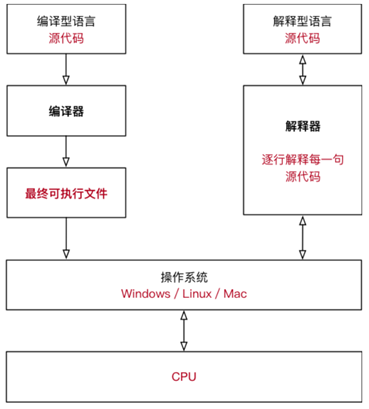 编译型语言
源代码
解释型语言
源代码
编译器
解释器
逐行解释每一句
源代码
最终可执行文件
操作系统
Windows / Linux / Mac
CPU